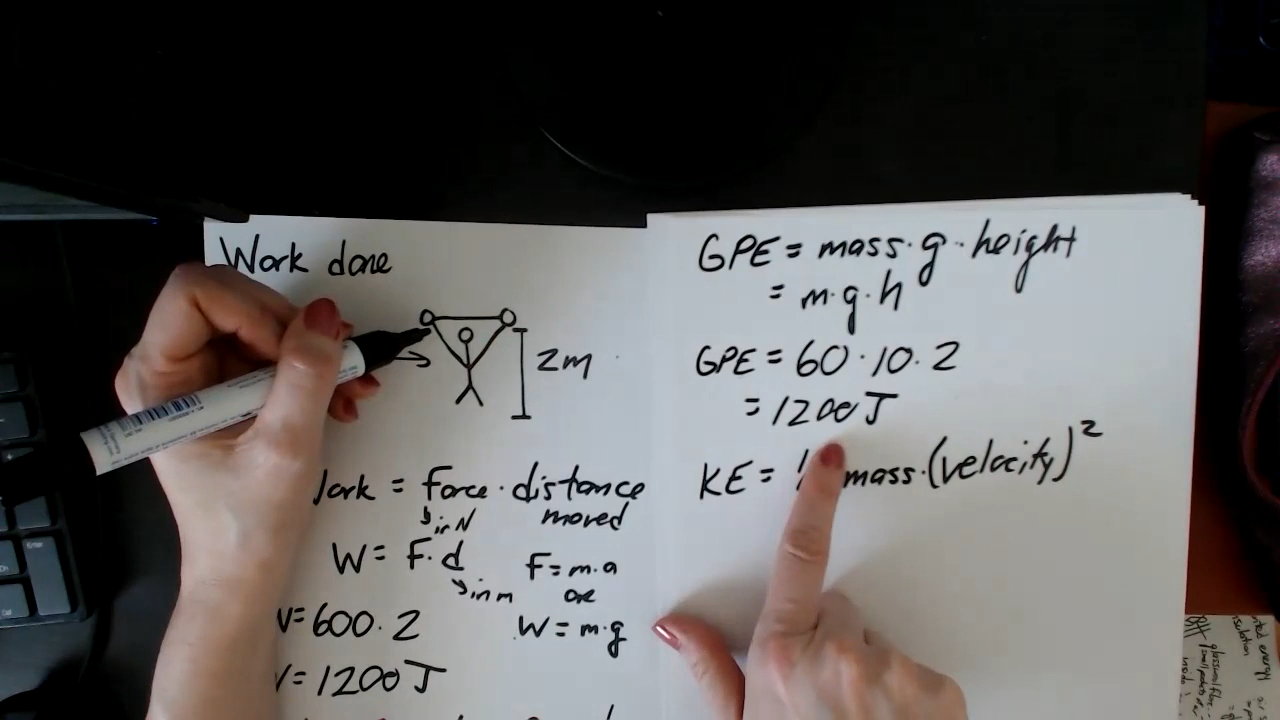 Work done
2m
Work = force · distance moved
↳ in N
W = F · d
↳ in m
F = m·a
or
W = m·g
W = 600 · 2
W = 1200 J
GPE = mass · g · height
= m·g·h
GPE = 60 · 10 · 2
= 1200 J
KE = mass · (velocity)²